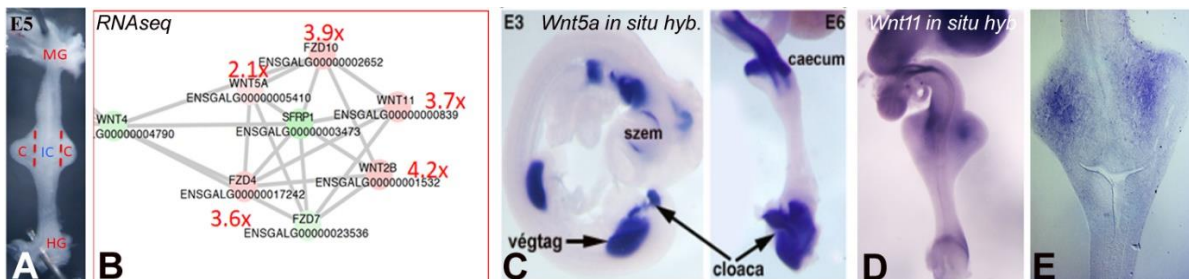 E5
MG
C
IC
C
HG
A
RNAseq
3.9x
FZD10
ENSGALG00000002652
2.1x
WNT5A
ENSGALG00000005410
3.7x
WNT11
00000000839
WNT4
G00000004790
SFRP1
ENSGALG00000003473
WNT2B
4.2x
ENSGALG00000001532
FZD4
ENSGALG00000017242
3.6x
FZD7
ENSGALG00000023536
B
E3
Wnt5a in situ hyb.
E6
caecum
szem
végtag
cloaca
C
Wnt11 in situ hyb
D
E